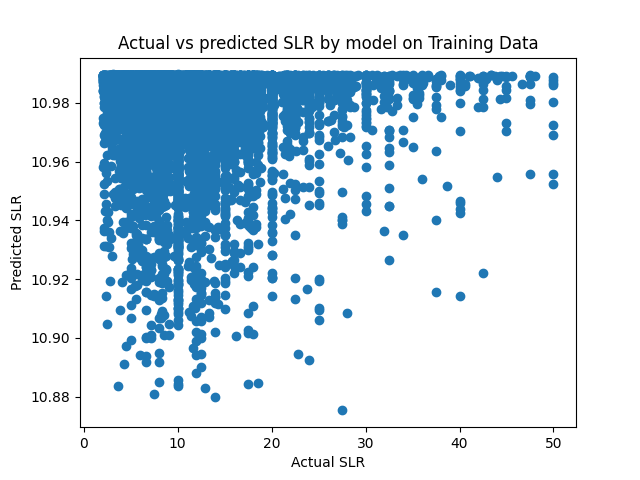 Actual vs predicted SLR by model on Training Data
10.98
10.96
10.94
10.92
10.90
10.88
Predicted SLR
0 10 20 30 40 50
Actual SLR